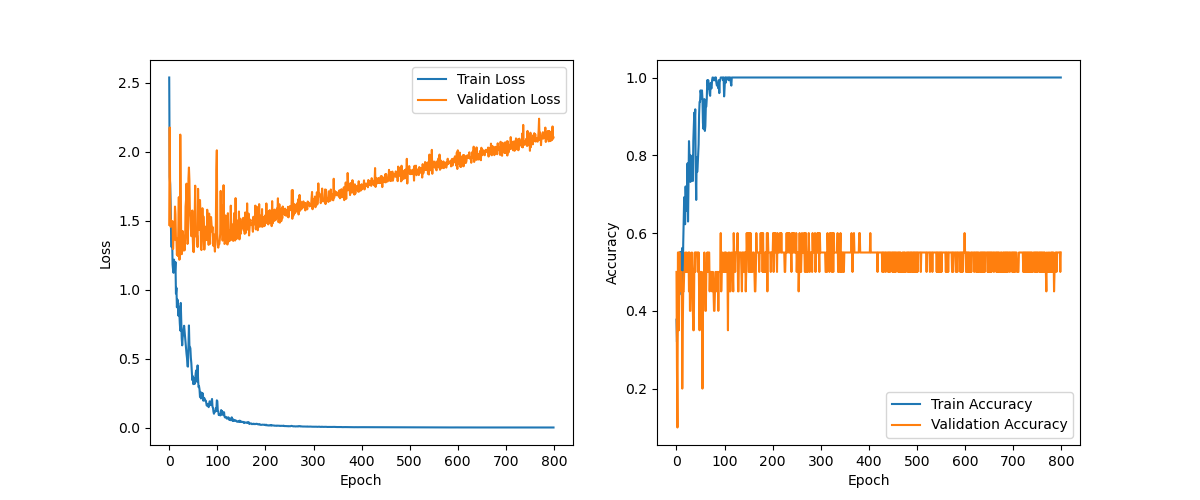 2.5
2.0
1.5
1.0
0.5
0.0
Loss
0 100 200 300 400 500 600 700 800
Epoch
Train Loss
Validation Loss
1.0
0.8
0.6
0.4
0.2
Accuracy
0 100 200 300 400 500 600 700 800
Epoch
Train Accuracy
Validation Accuracy